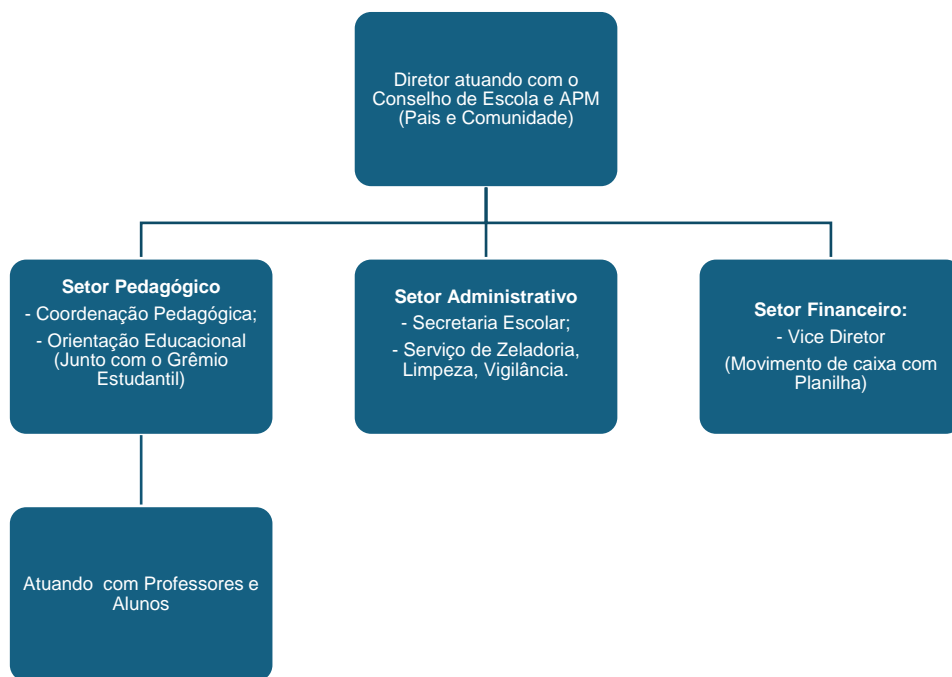 Diretor atuando com o
Conselho de Escola e APM
(Pais e Comunidade)
Setor Pedagógico
- Coordenação Pedagógica;
- Orientação Educacional
(Junto com o Grêmio
Estudantil)
Setor Administrativo
- Secretaria Escolar;
- Serviço de Zeladoria,
Limpeza, Vigilância.
Setor Financeiro:
- Vice Diretor
(Movimento de caixa com
Planilha)
Atuando com Professores e
Alunos